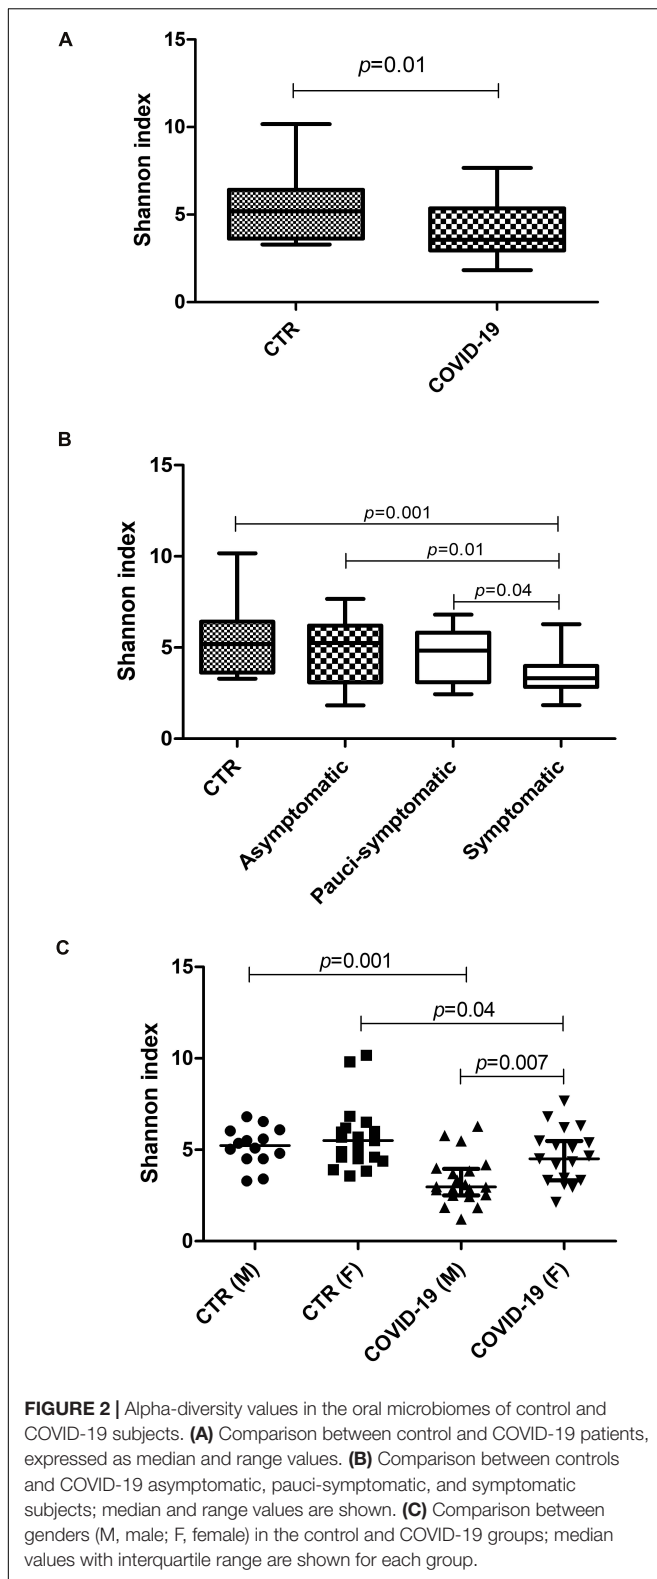 A
15
p=0.01
10
Shannon index
5
0
CTR
COVID-19
B
15
p=0.001
p=0.01
10
p=0.04
Shannon index
5
0
CTR
Asymptomatic
Pauci-symptomatic
Symptomatic
C
15
p=0.001
p=0.04
10
p=0.007
Shannon index
5
0
CTR (M)
CTR (F)
COVID-19 (M)
COVID-19 (F)
FIGURE 2 | Alpha-diversity values in the oral microbiomes of control and
COVID-19 subjects. (A) Comparison between control and COVID-19 patients,
expressed as median and range values. (B) Comparison between controls
and COVID-19 asymptomatic, pauci-symptomatic, and symptomatic
subjects; median and range values are shown. (C) Comparison between
genders (M, male; F, female) in the control and COVID-19 groups; median
values with interquartile range are shown for each group.